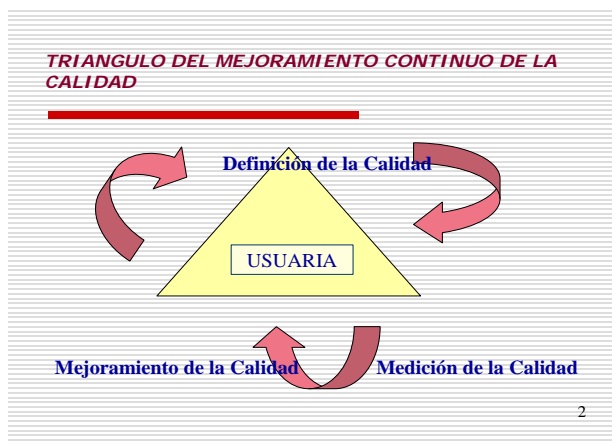 TRIANGULO DEL MEJORAMIENTO CONTINUO DE LA
CALIDAD
Definición de la Calidad
USUARIA
Mejoramiento de la Calidad
Medición de la Calidad
2